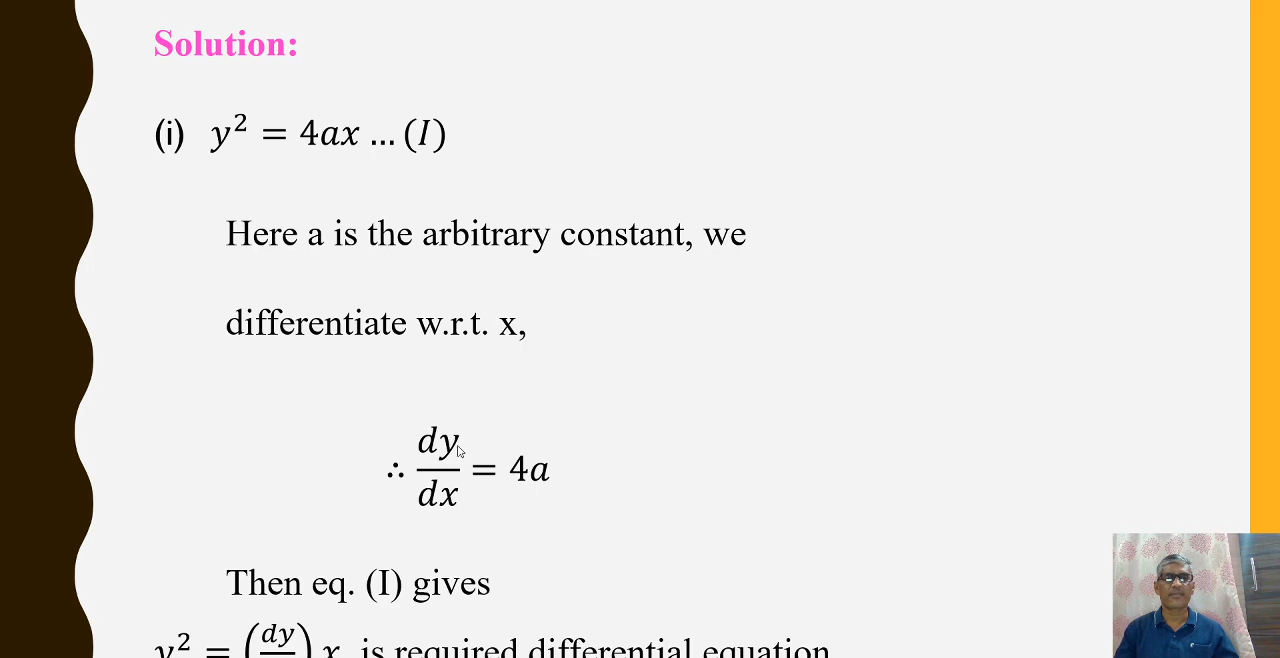 Solution:
(i) y² = 4ax ... (I)
Here a is the arbitrary constant, we
differentiate w.r.t. x,
∴ dy/dx = 4a
Then eq. (I) gives
y² = (dy/) x is required differential equation